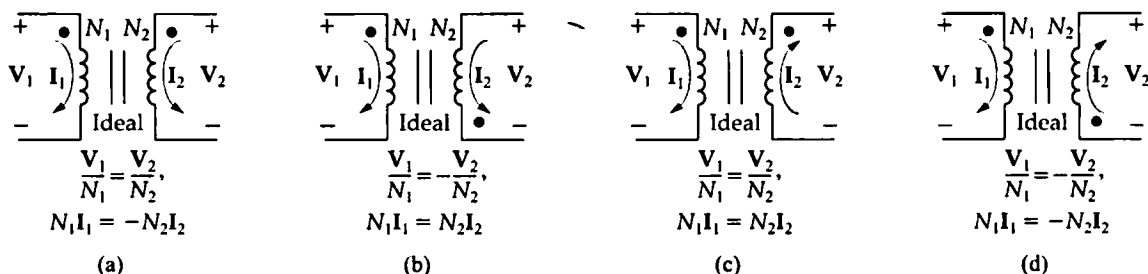 + N₁ N₂ +
V₁ I₁ I₂ V₂
− Ideal −
V₁/N₁ = V₂/N₂,
N₁I₁ = −N₂I₂
(a)
+ N₁ N₂ +
V₁ I₁ I₂ V₂
− Ideal −
V₁/N₁ = −V₂/N₂,
N₁I₁ = N₂I₂
(b)
+ N₁ N₂ +
V₁ I₁ I₂ V₂
− Ideal −
V₁/N₁ = V₂/N₂,
N₁I₁ = N₂I₂
(c)
+ N₁ N₂ +
V₁ I₁ I₂ V₂
− Ideal −
V₁/N₁ = −V₂/N₂,
N₁I₁ = −N₂I₂
(d)